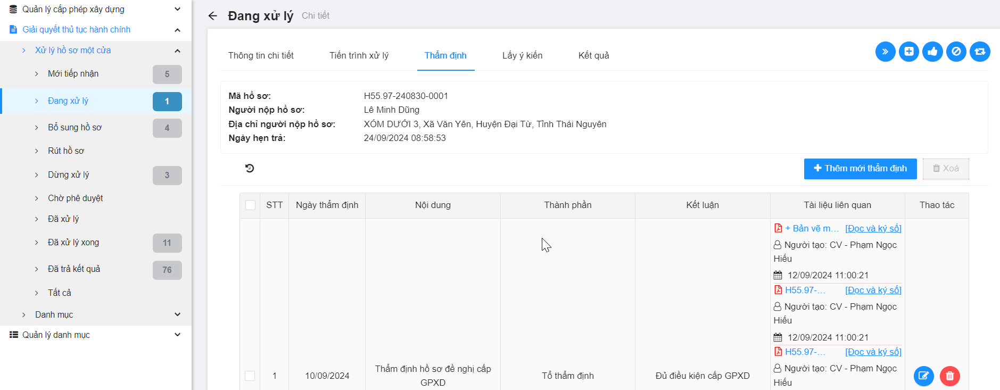 Quản lý cấp phép xây dựng
Giải quyết thủ tục hành chính
Xử lý hồ sơ một cửa
Mới tiếp nhận 5
Đang xử lý 1
Bổ sung hồ sơ 4
Rút hồ sơ
Dừng xử lý 3
Chờ phê duyệt
Đã xử lý
Đã xử lý xong 11
Đã trả kết quả 76
Tất cả
Danh mục
Quản lý danh mục
Đang xử lý Chi tiết
Thông tin chi tiết Tiến trình xử lý Thẩm định Lấy ý kiến Kết quả
Mã hồ sơ: H55.97-240830-0001
Người nộp hồ sơ: Lê Minh Dũng
Địa chỉ người nộp hồ sơ: XÓM DƯỚI 3, Xã Văn Yên, Huyện Đại Từ, Tỉnh Thái Nguyên
Ngày hẹn trả: 24/09/2024 08:58:53
Thêm mới thẩm định Xoá
STT Ngày thẩm định Nội dung Thành phần Kết luận Tài liệu liên quan Thao tác
+ Bản vẽ m... [Đọc và ký số]
Người tạo: CV - Phạm Ngọc
Hiếu
12/09/2024 11:00:21
H55.97-... [Đọc và ký số]
Người tạo: CV - Phạm Ngọc
Hiếu
12/09/2024 11:00:21
H55.97-... [Đọc và ký số]
Người tạo: CV - Phạm Ngọc
Hiếu
1 10/09/2024 Thẩm định hồ sơ đề nghị cấp
GPXD
Tổ thẩm định Đủ điều kiện cấp GPXD